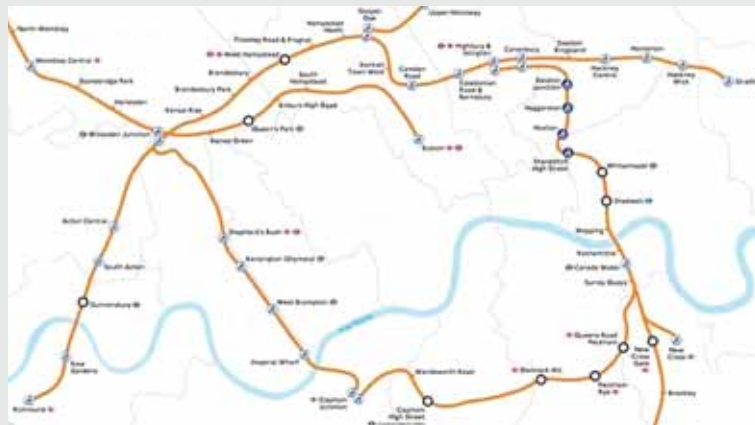 North Wembley
Wembley Central
Stonebridge Park
Harlesden
Willesden Junction
Kensal Rise
Brondesbury Park
Brondesbury
West Hampstead
Finchley Road & Frognal
Hampstead
Heath
Gospel
Oak
Upper Holloway
Kentish
Town West
Camden
Road
Caledonian
Road &
Barnsbury
Highbury &
Islington
Canonbury
Dalston
Kingsland
Hackney
Central
Homerton
Hackney
Wick
South
Hampstead
Kilburn High Road
Queen's Park
Kensal Green
Euston
Dalston
Junction
Haggerston
Hoxton
Shoreditch
High Street
Whitechapel
Shadwell
Wapping
Rotherhithe
Canada Water
Surrey Quays
Acton Central
South Acton
Gunnersbury
Kew
Gardens
Richmond
Shepherd's Bush
Kensington (Olympia)
West Brompton
Imperial Wharf
Clapham
Junction
Wandsworth Road
Clapham
High Street
Denmark Hill
Peckham
Rye
Queens Road
Peckham
New
Cross
Gate
New
Cross
Brockley